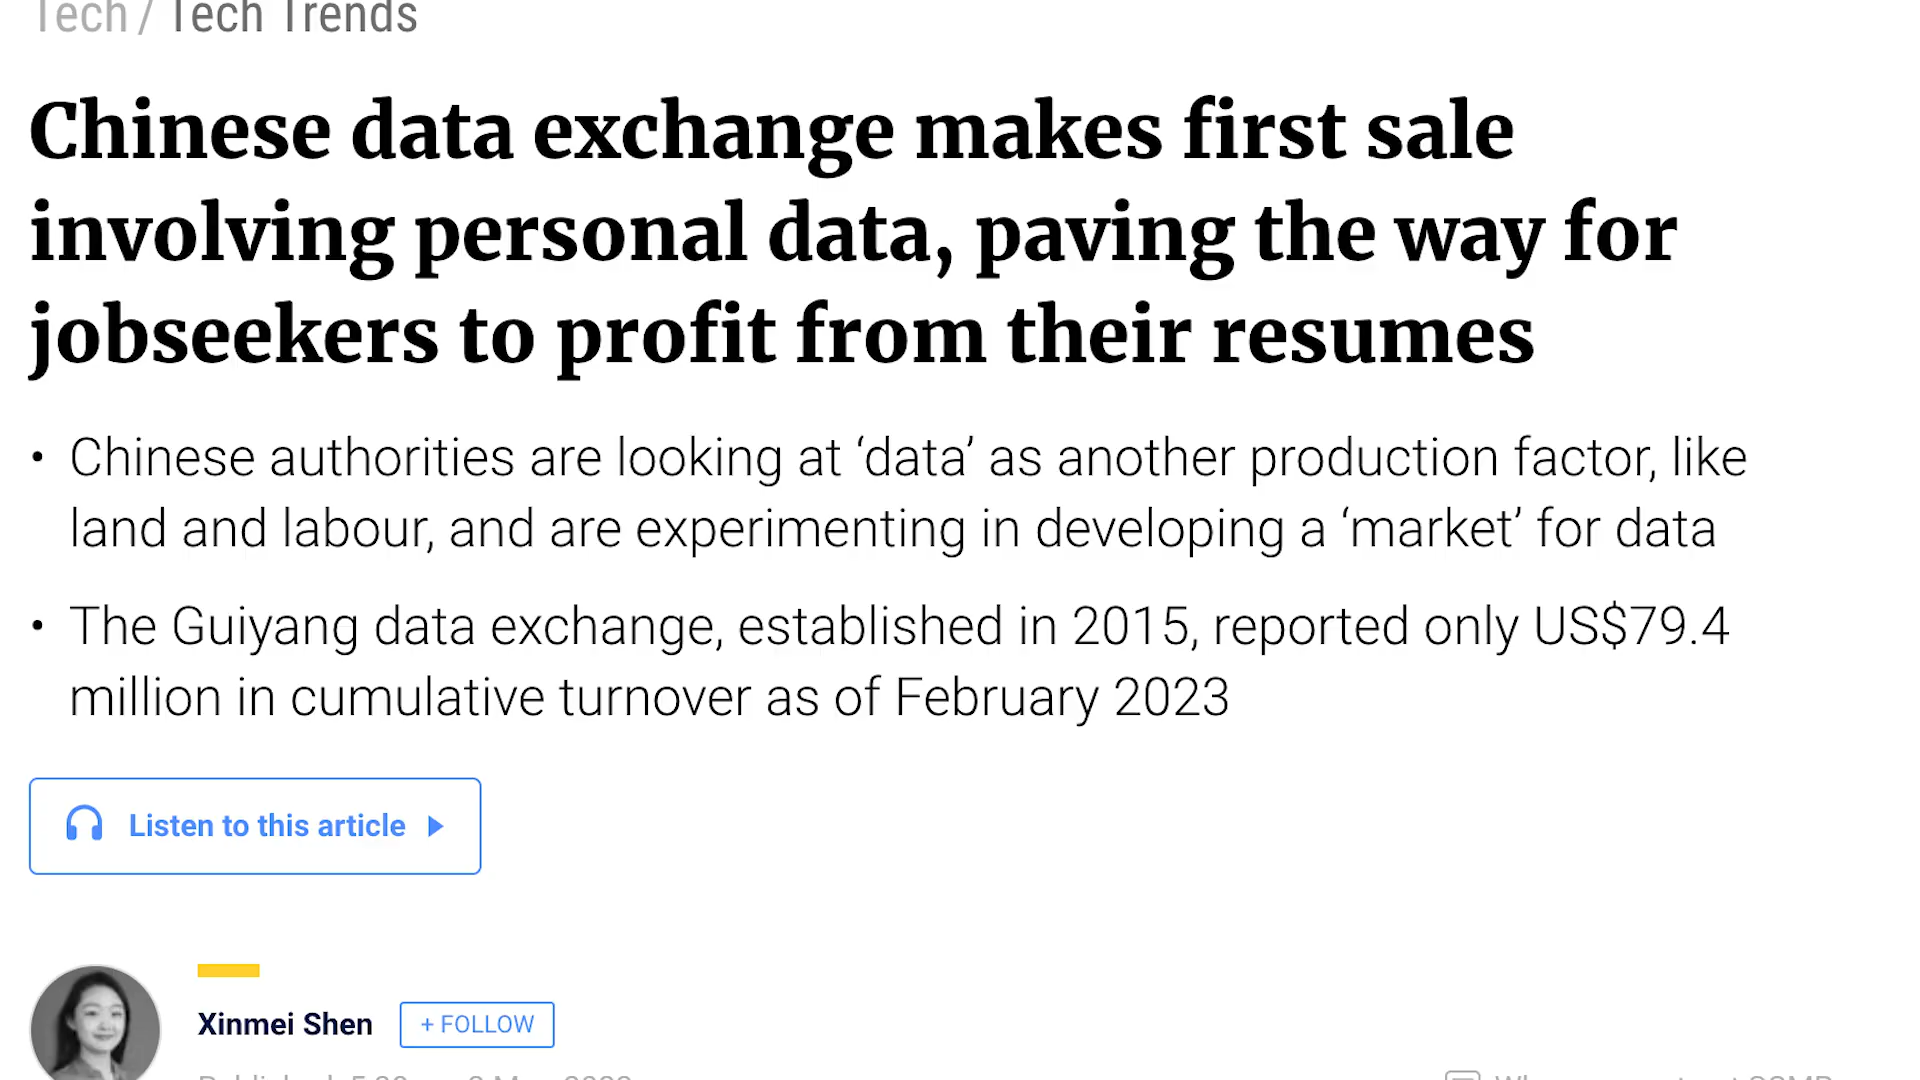 Tech / Tech Trends
Chinese data exchange makes first sale
involving personal data, paving the way for
jobseekers to profit from their resumes
• Chinese authorities are looking at ‘data’ as another production factor, like
land and labour, and are experimenting in developing a ‘market’ for data
• The Guiyang data exchange, established in 2015, reported only US$79.4
million in cumulative turnover as of February 2023
Listen to this article
Xinmei Shen
+ FOLLOW